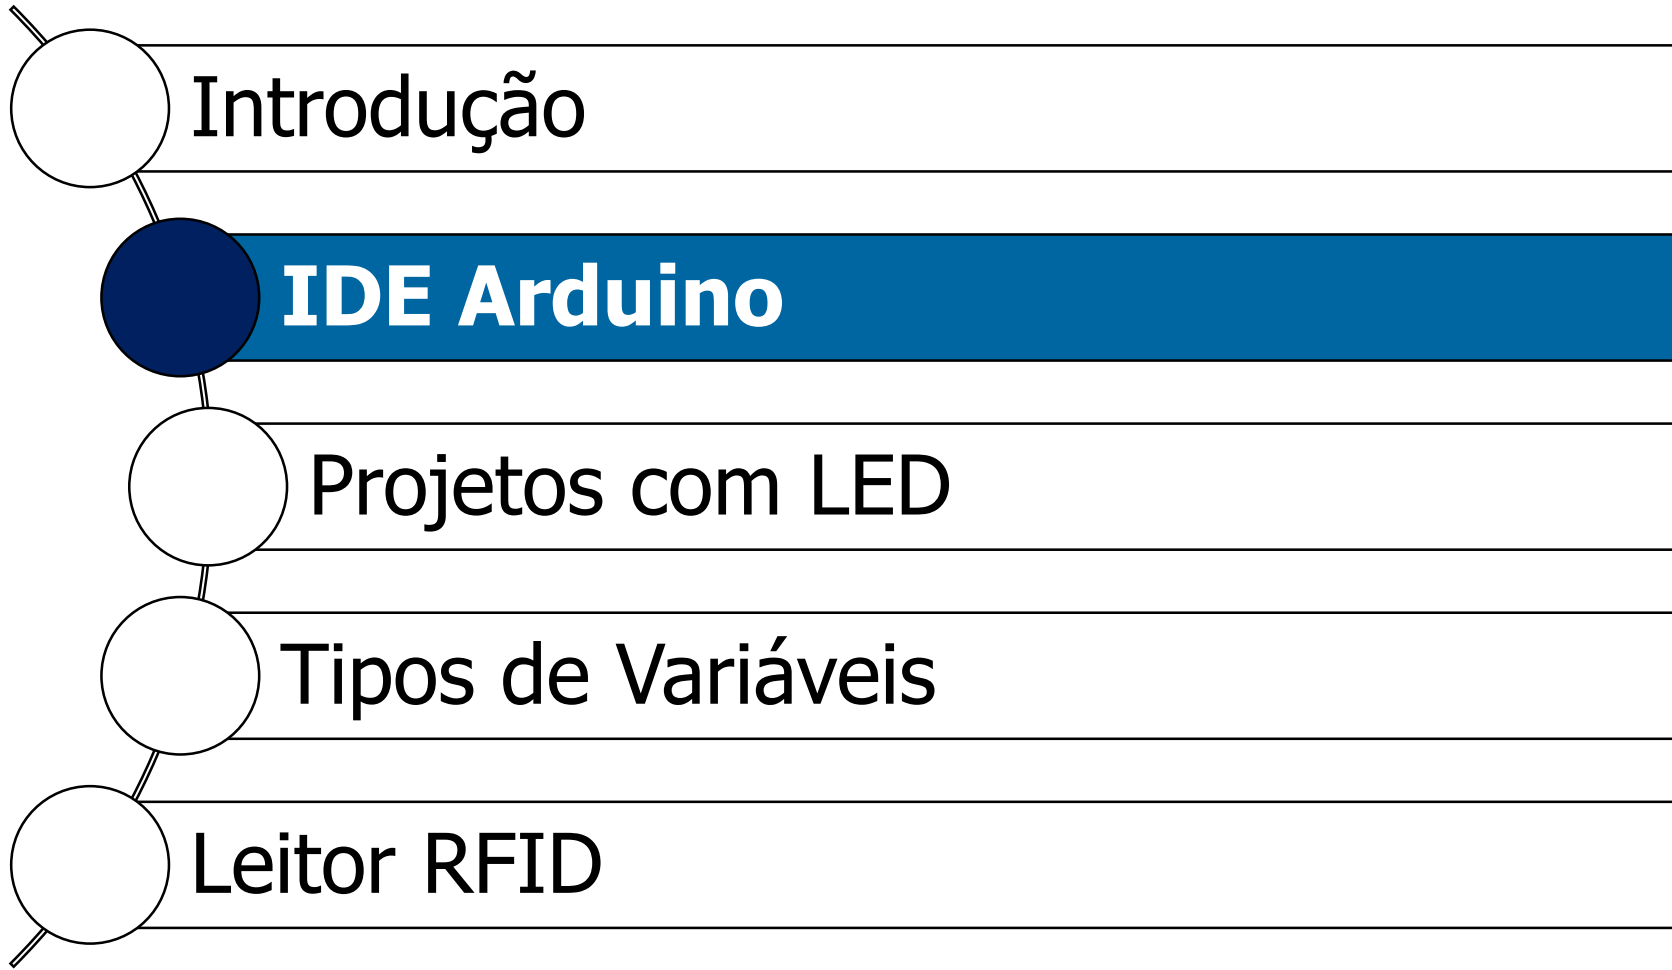 Introdução
IDE Arduino
Projetos com LED
Tipos de Variáveis
Leitor RFID